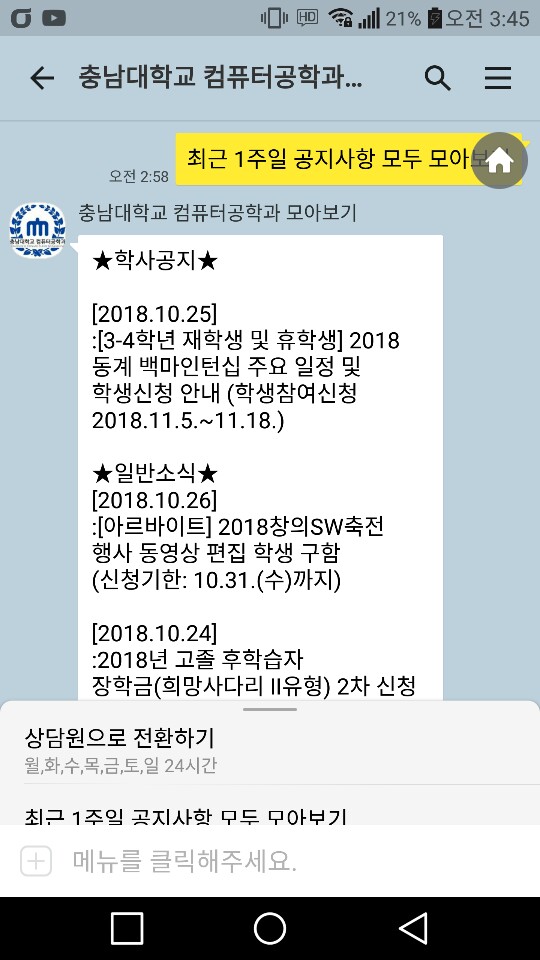 HD 21% 오전 3:45
충남대학교 컴퓨터공학과...
최근 1주일 공지사항 모두 모아보기
오전 2:58
충남대학교 컴퓨터공학과 모아보기
★학사공지★
[2018.10.25]
:[3-4학년 재학생 및 휴학생] 2018
동계 백마인턴십 주요 일정 및
학생신청 안내 (학생참여신청
2018.11.5.~11.18.)
★일반소식★
[2018.10.26]
:[아르바이트] 2018창의SW축전
행사 동영상 편집 학생 구함
(신청기한: 10.31.(수)까지)
[2018.10.24]
:2018년 고졸 후학습자
장학금(희망사다리 II유형) 2차 신청
상담원으로 전환하기
월,화,수,목,금,토,일 24시간
최근 1주일 공지사항 모두 모아보기
메뉴를 클릭해주세요.